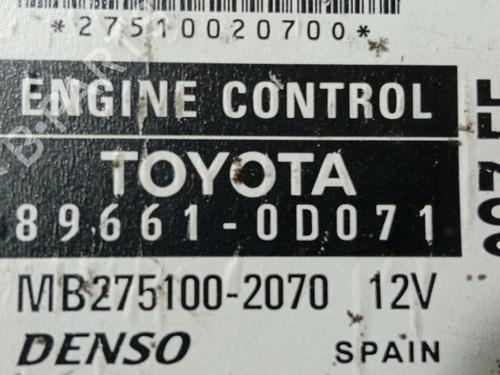 *27510020700*
ENGINE CONTROL
TOYOTA
89661-0D071
MB275100-2070 12V
DENSO SPAIN